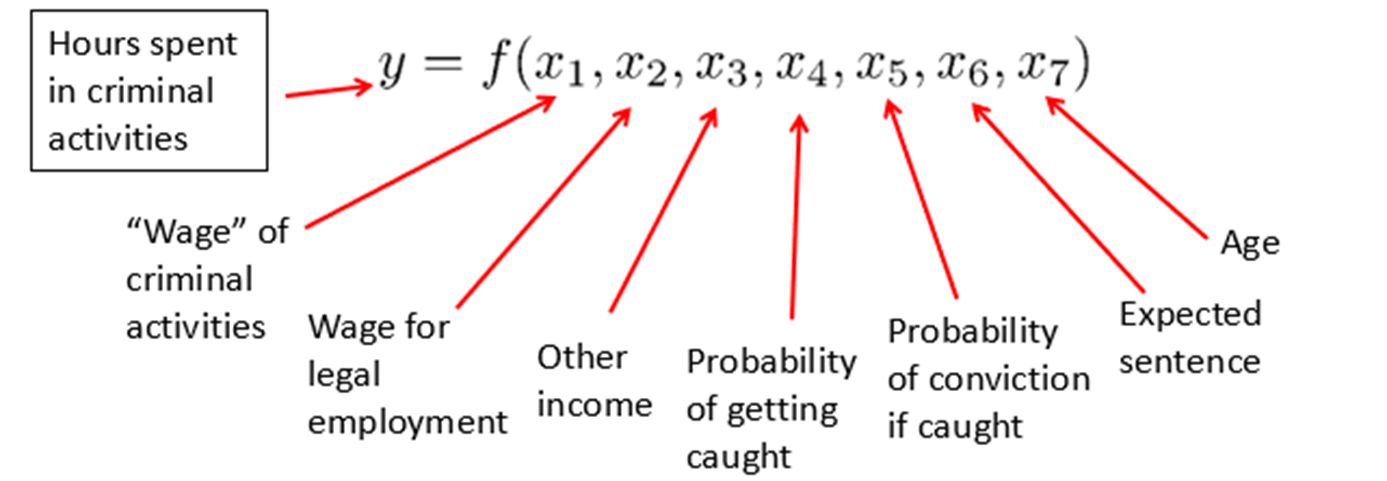 Hours spent
in criminal
activities
y = f(x₁, x₂, x₃, x₄, x₅, x₆, x₇)
“Wage” of
criminal
activities
Wage for
legal
employment
Other
income
Probability
of getting
caught
Probability
of conviction
if caught
Expected
sentence
Age